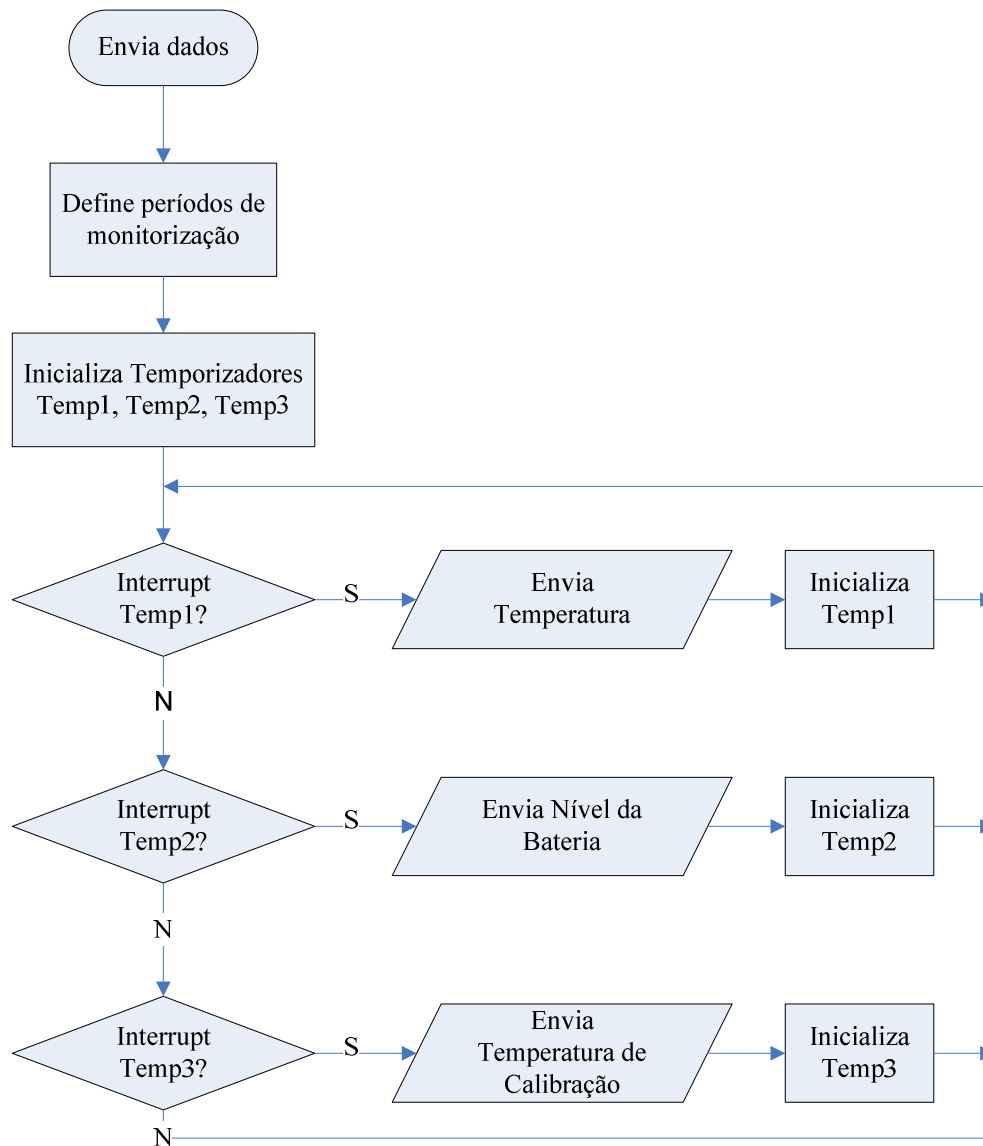 Envia dados
Define períodos de
monitorização
Inicializa Temporizadores
Temp1, Temp2, Temp3
Interrupt
Temp1?
S
Envia
Temperatura
Inicializa
Temp1
N
Interrupt
Temp2?
S
Envia Nível da
Bateria
Inicializa
Temp2
N
Interrupt
Temp3?
S
Envia
Temperatura de
Calibração
Inicializa
Temp3
N